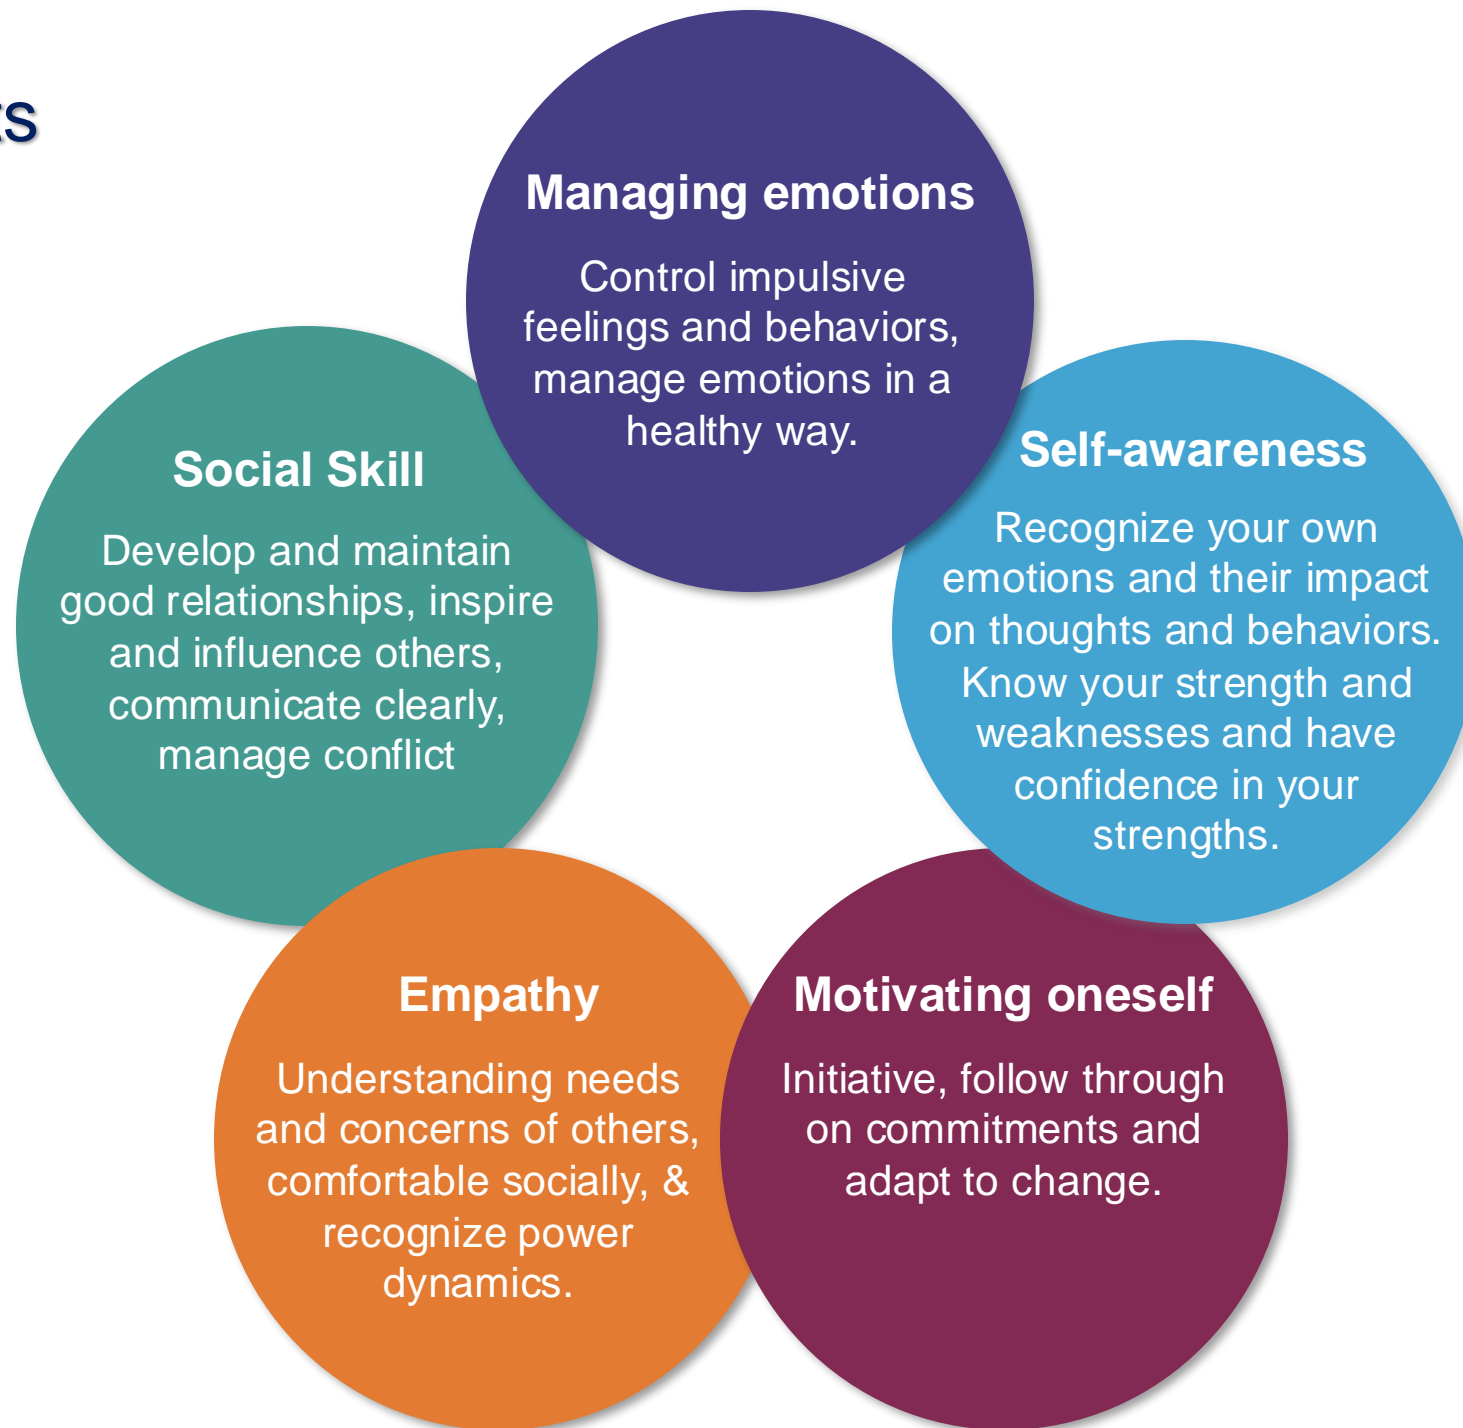 ts
Managing emotions
Control impulsive
feelings and behaviors,
manage emotions in a
healthy way.
Self-awareness
Recognize your own
emotions and their impact
on thoughts and behaviors.
Know your strength and
weaknesses and have
confidence in your
strengths.
Motivating oneself
Initiative, follow through
on commitments and
adapt to change.
Empathy
Understanding needs
and concerns of others,
comfortable socially, &
recognize power
dynamics.
Social Skill
Develop and maintain
good relationships, inspire
and influence others,
communicate clearly,
manage conflict